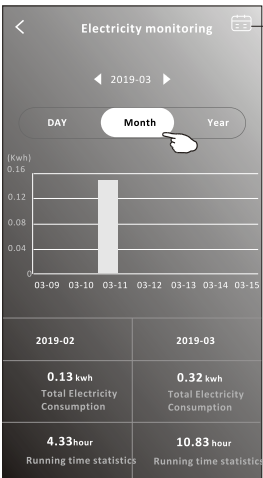 Electricity monitoring
2019-03
DAY Month Year
(Kwh)
0.16
0.12
0.08
0.04
0
03-09 03-10 03-11 03-12 03-13 03-14 03-15
2019-02 2019-03
0.13 kwh 0.32 kwh
Total Electricity Total Electricity
Consumption Consumption
4.33hour 10.83 hour
Running time statistics Running time statistics